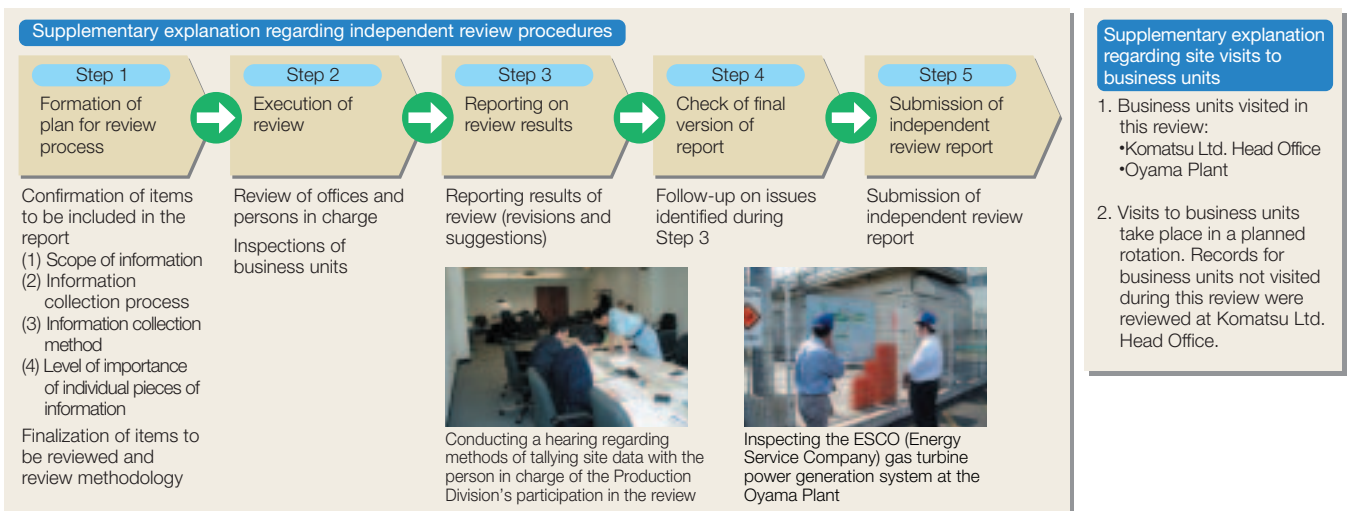 Supplementary explanation regarding independent review procedures
Step 1
Formation of
plan for review
process
Confirmation of items
to be included in the
report
(1) Scope of information
(2) Information
collection process
(3) Information collection
method
(4) Level of importance
of individual pieces of
information
Finalization of items to
be reviewed and
review methodology
Step 2
Execution of
review
Review of offices and
persons in charge
Inspections of
business units
Step 3
Reporting on
review results
Reporting results of
review (revisions and
suggestions)
Conducting a hearing regarding
methods of tallying site data with the
person in charge of the Production
Division's participation in the review
Step 4
Check of final
version of
report
Follow-up on issues
identified during
Step 3
Step 5
Submission of
independent
review report
Submission of
independent review
report
Inspecting the ESCO (Energy
Service Company) gas turbine
power generation system at the
Oyama Plant
Supplementary explanation
regarding site visits to
business units
1. Business units visited in
this review:
•Komatsu Ltd. Head Office
•Oyama Plant
2. Visits to business units
take place in a planned
rotation. Records for
business units not visited
during this review were
reviewed at Komatsu Ltd.
Head Office.